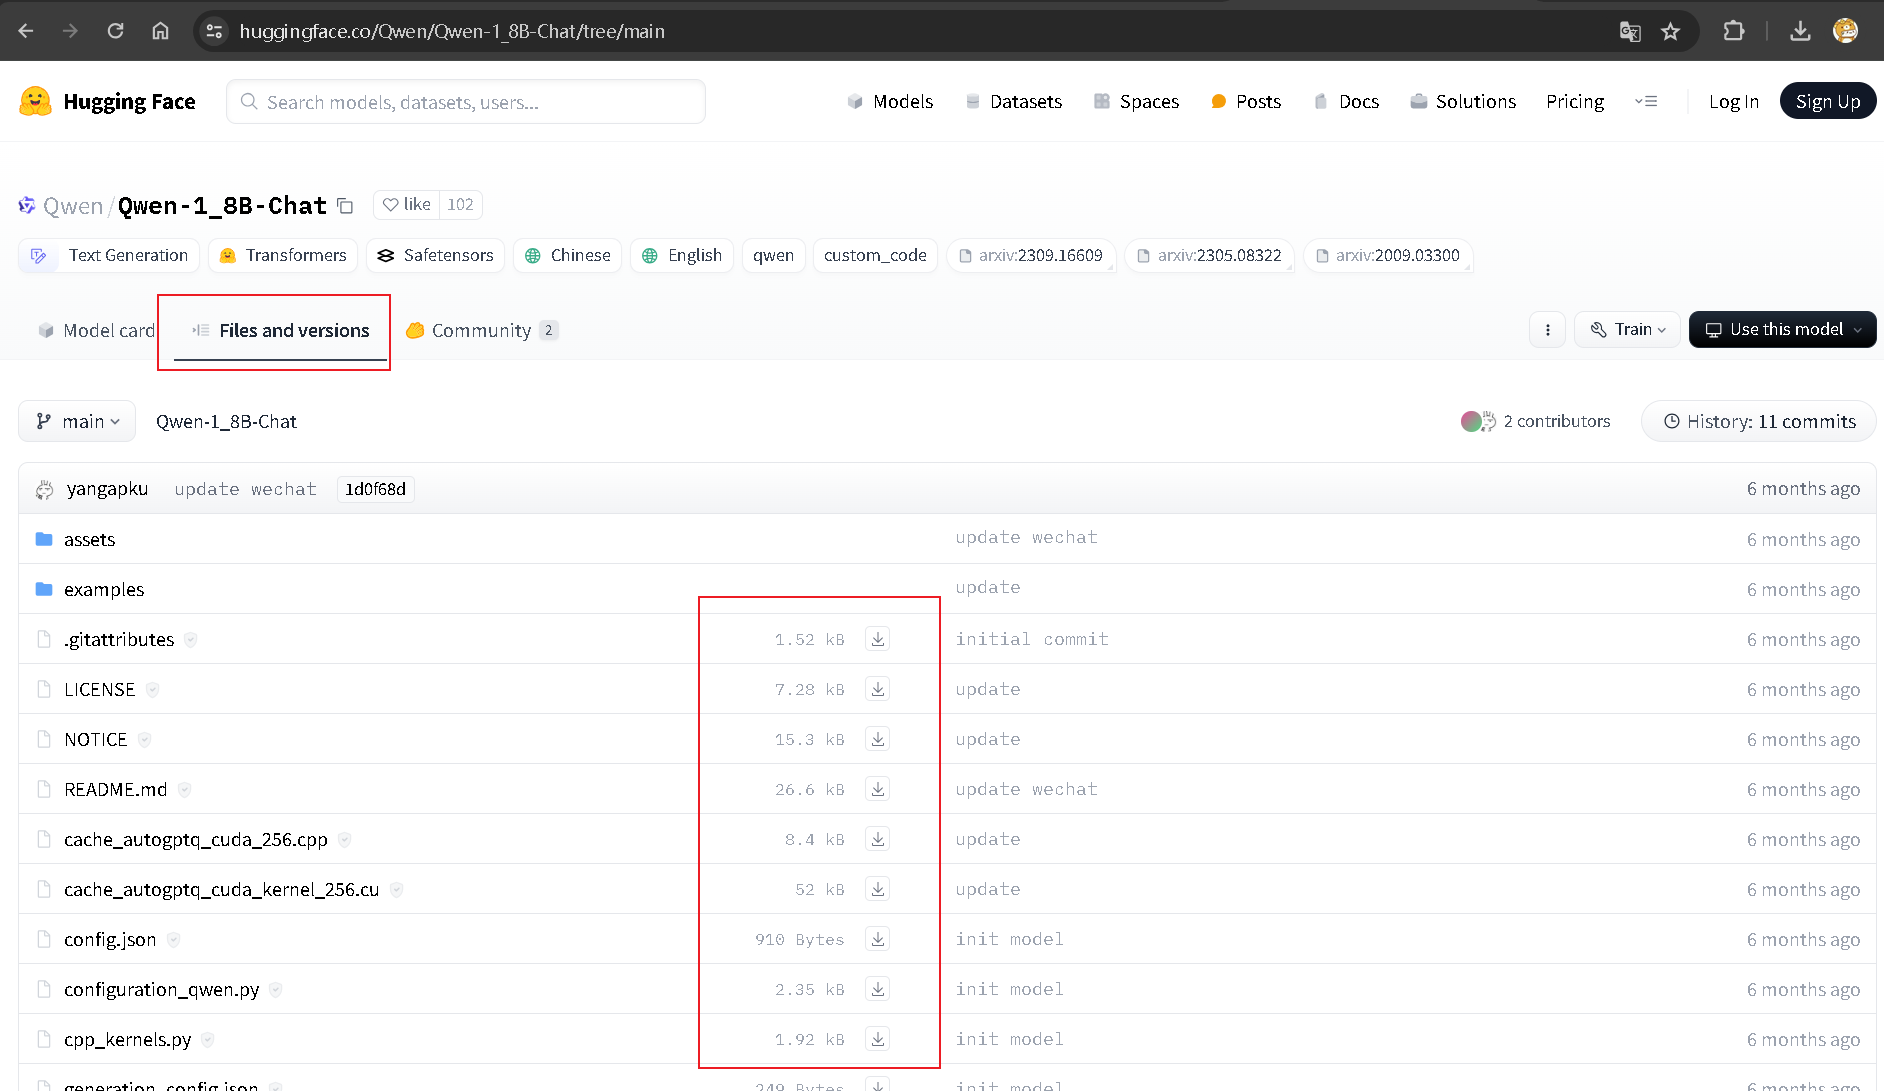 huggingface.co/Qwen/Qwen-1_8B-Chat/tree/main
Hugging Face Search models, datasets, users... Models Datasets Spaces Posts Docs Solutions Pricing Log In Sign Up
Qwen/Qwen-1_8B-Chat like 102
Text Generation Transformers Safetensors Chinese English qwen custom_code arxiv:2309.16609 arxiv:2305.08322 arxiv:2009.03300
Model card Files and versions Community 2 Train Use this model
main Qwen-1_8B-Chat 2 contributors History: 11 commits
yangapku update wechat 1d0f68d 6 months ago
assets update wechat 6 months ago
examples update 6 months ago
.gitattributes 1.52 kB initial commit 6 months ago
LICENSE 7.28 kB update 6 months ago
NOTICE 15.3 kB update 6 months ago
README.md 26.6 kB update wechat 6 months ago
cache_autogptq_cuda_256.cpp 8.4 kB update 6 months ago
cache_autogptq_cuda_kernel_256.cu 52 kB update 6 months ago
config.json 910 Bytes init model 6 months ago
configuration_qwen.py 2.35 kB init model 6 months ago
cpp_kernels.py 1.92 kB init model 6 months ago
generation_config.json 249 Bytes init model 6 months ago